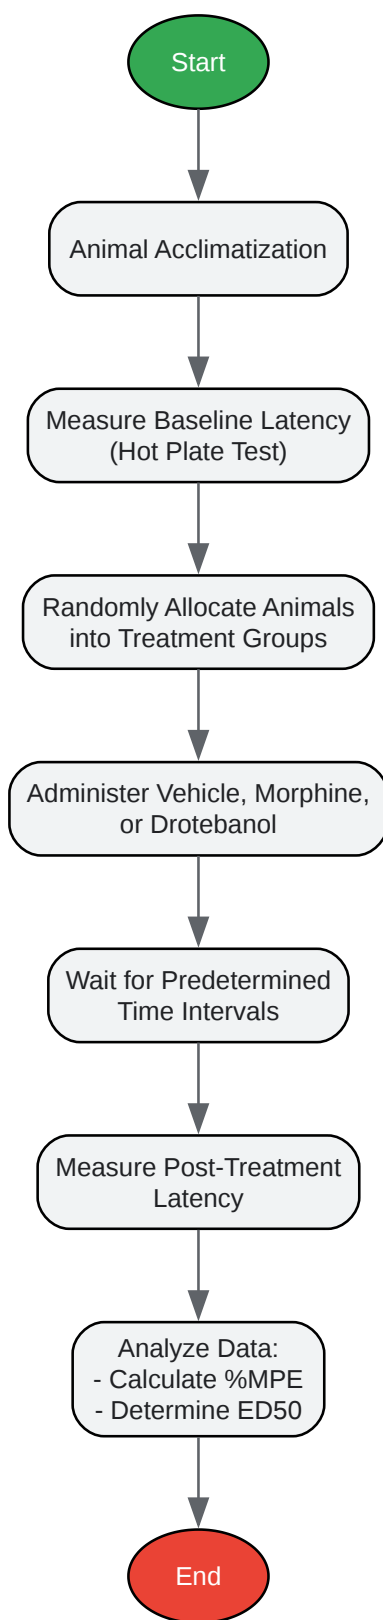 Start
Animal Acclimatization
Measure Baseline Latency
(Hot Plate Test)
Randomly Allocate Animals
into Treatment Groups
Administer Vehicle, Morphine,
or Drotebanol
Wait for Predetermined
Time Intervals
Measure Post-Treatment
Latency
Analyze Data:
- Calculate %MPE
- Determine ED50
End